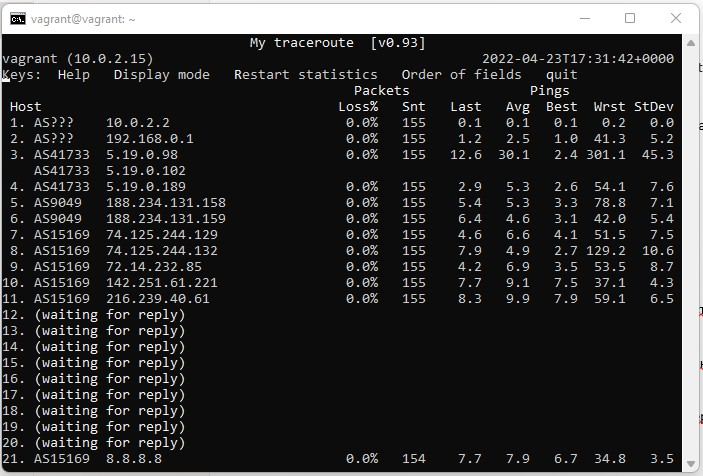 vagrant@vagrant: ~
My traceroute [v0.93]
vagrant (10.0.2.15) 2022-04-23T17:31:42+0000
Keys: Help Display mode Restart statistics Order of fields quit
Packets Pings
Host Loss% Snt Last Avg Best Wrst StDev
1. AS??? 10.0.2.2 0.0% 155 0.1 0.1 0.1 0.2 0.0
2. AS??? 192.168.0.1 0.0% 155 1.2 2.5 1.0 41.3 5.2
3. AS41733 5.19.0.98 0.0% 155 12.6 30.1 2.4 301.1 45.3
AS41733 5.19.0.102
4. AS41733 5.19.0.189 0.0% 155 2.9 5.3 2.6 54.1 7.6
5. AS9049 188.234.131.158 0.0% 155 5.4 5.3 3.3 78.8 7.1
6. AS9049 188.234.131.159 0.0% 155 6.4 4.6 3.1 42.0 5.4
7. AS15169 74.125.244.129 0.0% 155 4.6 6.6 4.1 51.5 7.5
8. AS15169 74.125.244.132 0.0% 155 7.9 4.9 2.7 129.2 10.6
9. AS15169 72.14.232.85 0.0% 155 4.2 6.9 3.5 53.5 8.7
10. AS15169 142.251.61.221 0.0% 155 7.7 9.1 7.5 37.1 4.3
11. AS15169 216.239.40.61 0.0% 155 8.3 9.9 7.9 59.1 6.5
12. (waiting for reply)
13. (waiting for reply)
14. (waiting for reply)
15. (waiting for reply)
16. (waiting for reply)
17. (waiting for reply)
18. (waiting for reply)
19. (waiting for reply)
20. (waiting for reply)
21. AS15169 8.8.8.8 0.0% 154 7.7 7.9 6.7 34.8 3.5